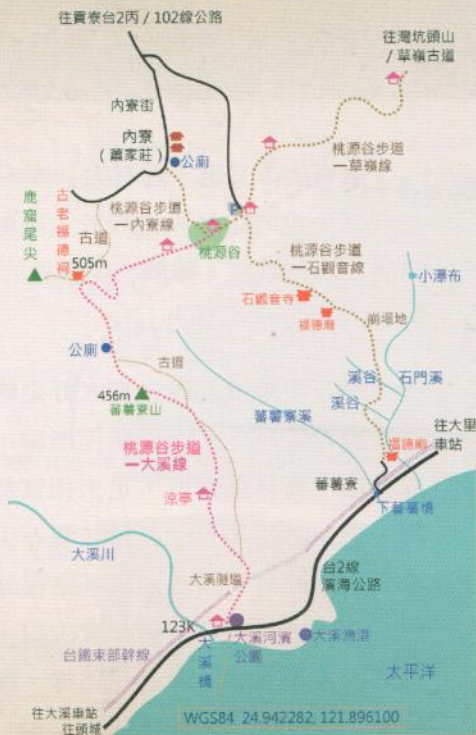 往貢寮台2丙 / 102線公路
往灣坑頭山
/ 草嶺古道
內寮街
內寮
（蕭家莊）
公廁
桃源谷步道
一草嶺線
鹿窟尾尖
古老福德祠
古道
桃源谷步道
一內寮線
桃源谷
桃源谷步道
一石觀音線
505m
小瀑布
石觀音寺
福德廟
崩塌地
公廁
古道
溪谷
石門溪
溪谷
456m
蕃薯寮山
蕃薯寮溪
往大里
車站
福德廟
桃源谷步道
一大溪線
蕃薯寮
下蕃薯橋
涼亭
大溪川
大溪隧道
台2線
濱海公路
123K
大溪橋
大溪河濱
公園
大溪漁港
台鐵東部幹線
太平洋
往大溪車站
往頭城
WGS84 24.942282, 121.896100